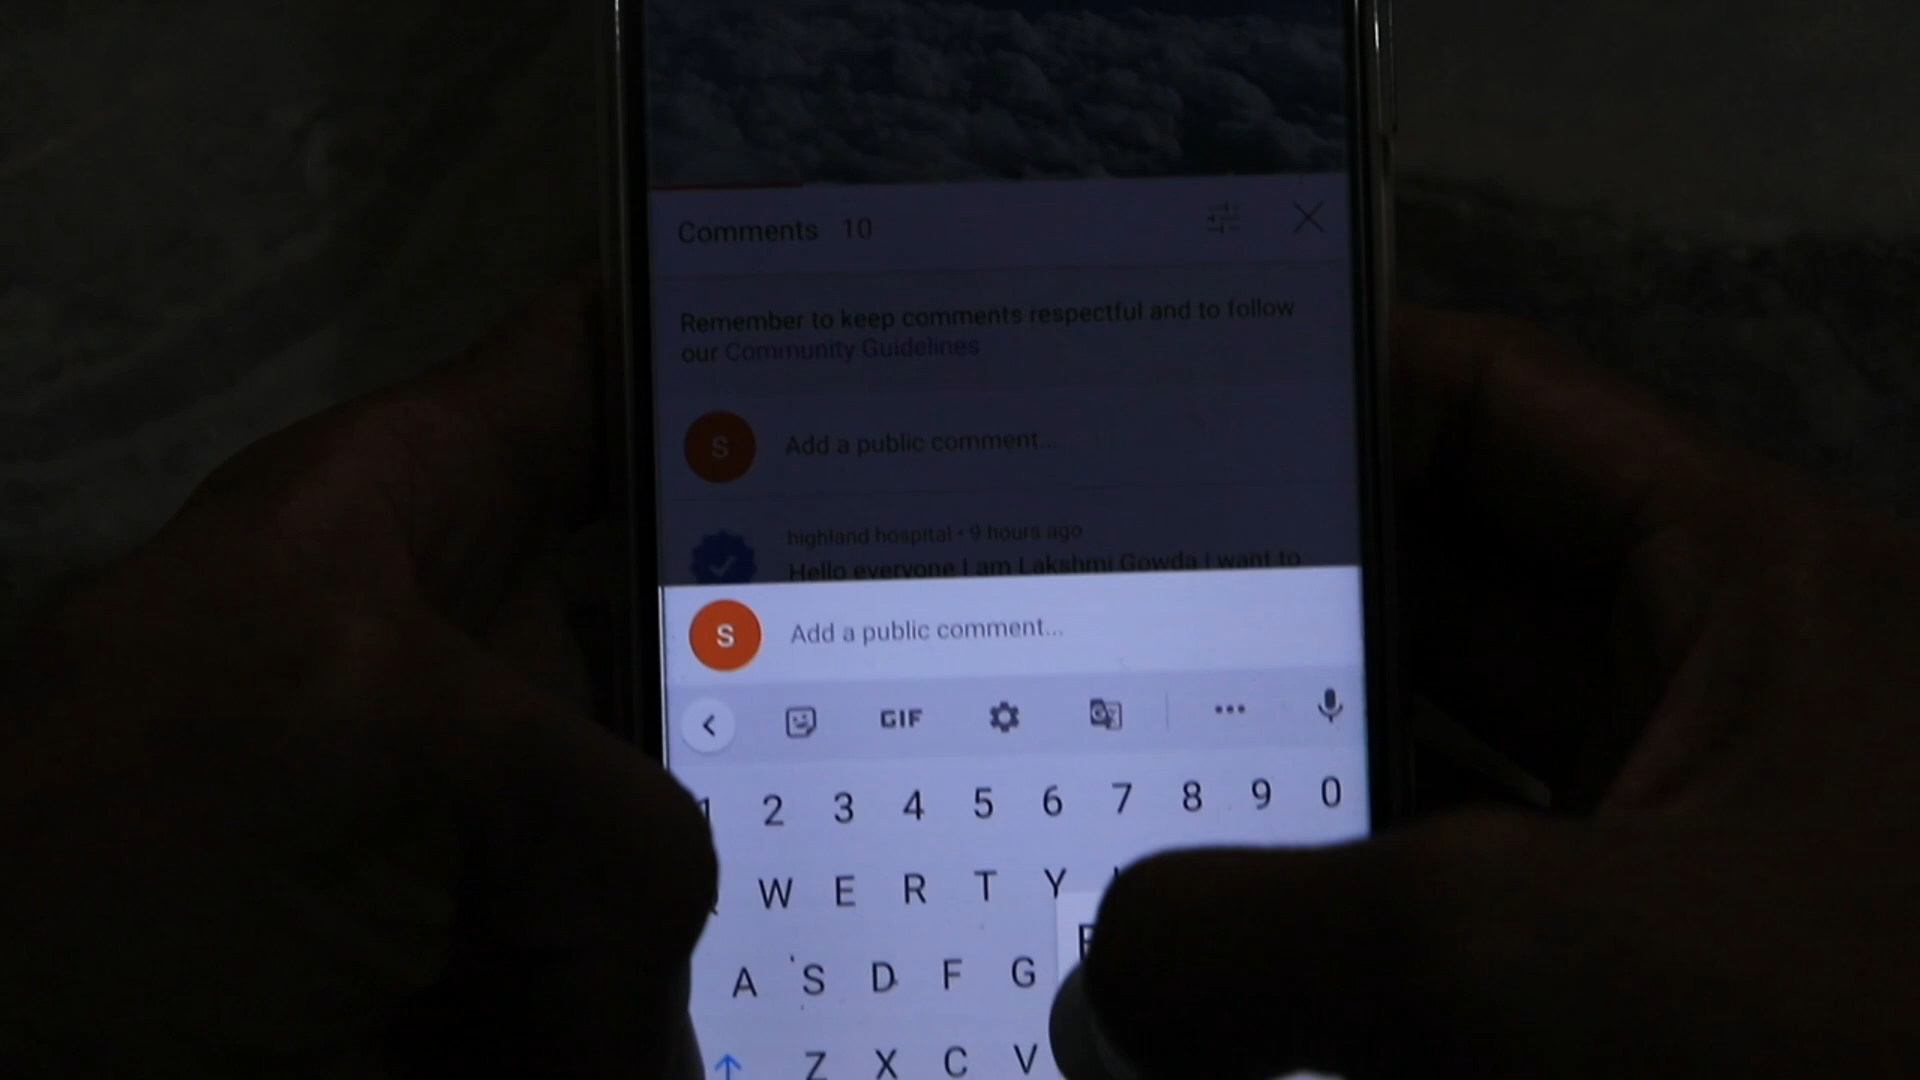 Comments 10
Remember to keep comments respectful and to follow
our Community Guidelines
S Add a public comment...
highland hospital • 9 hours ago
Hello everyone I am Lakshmi Gowda I want to
S Add a public comment...
GIF
1 2 3 4 5 6 7 8 9 0
W E R T Y
A S D F G
Z X C V